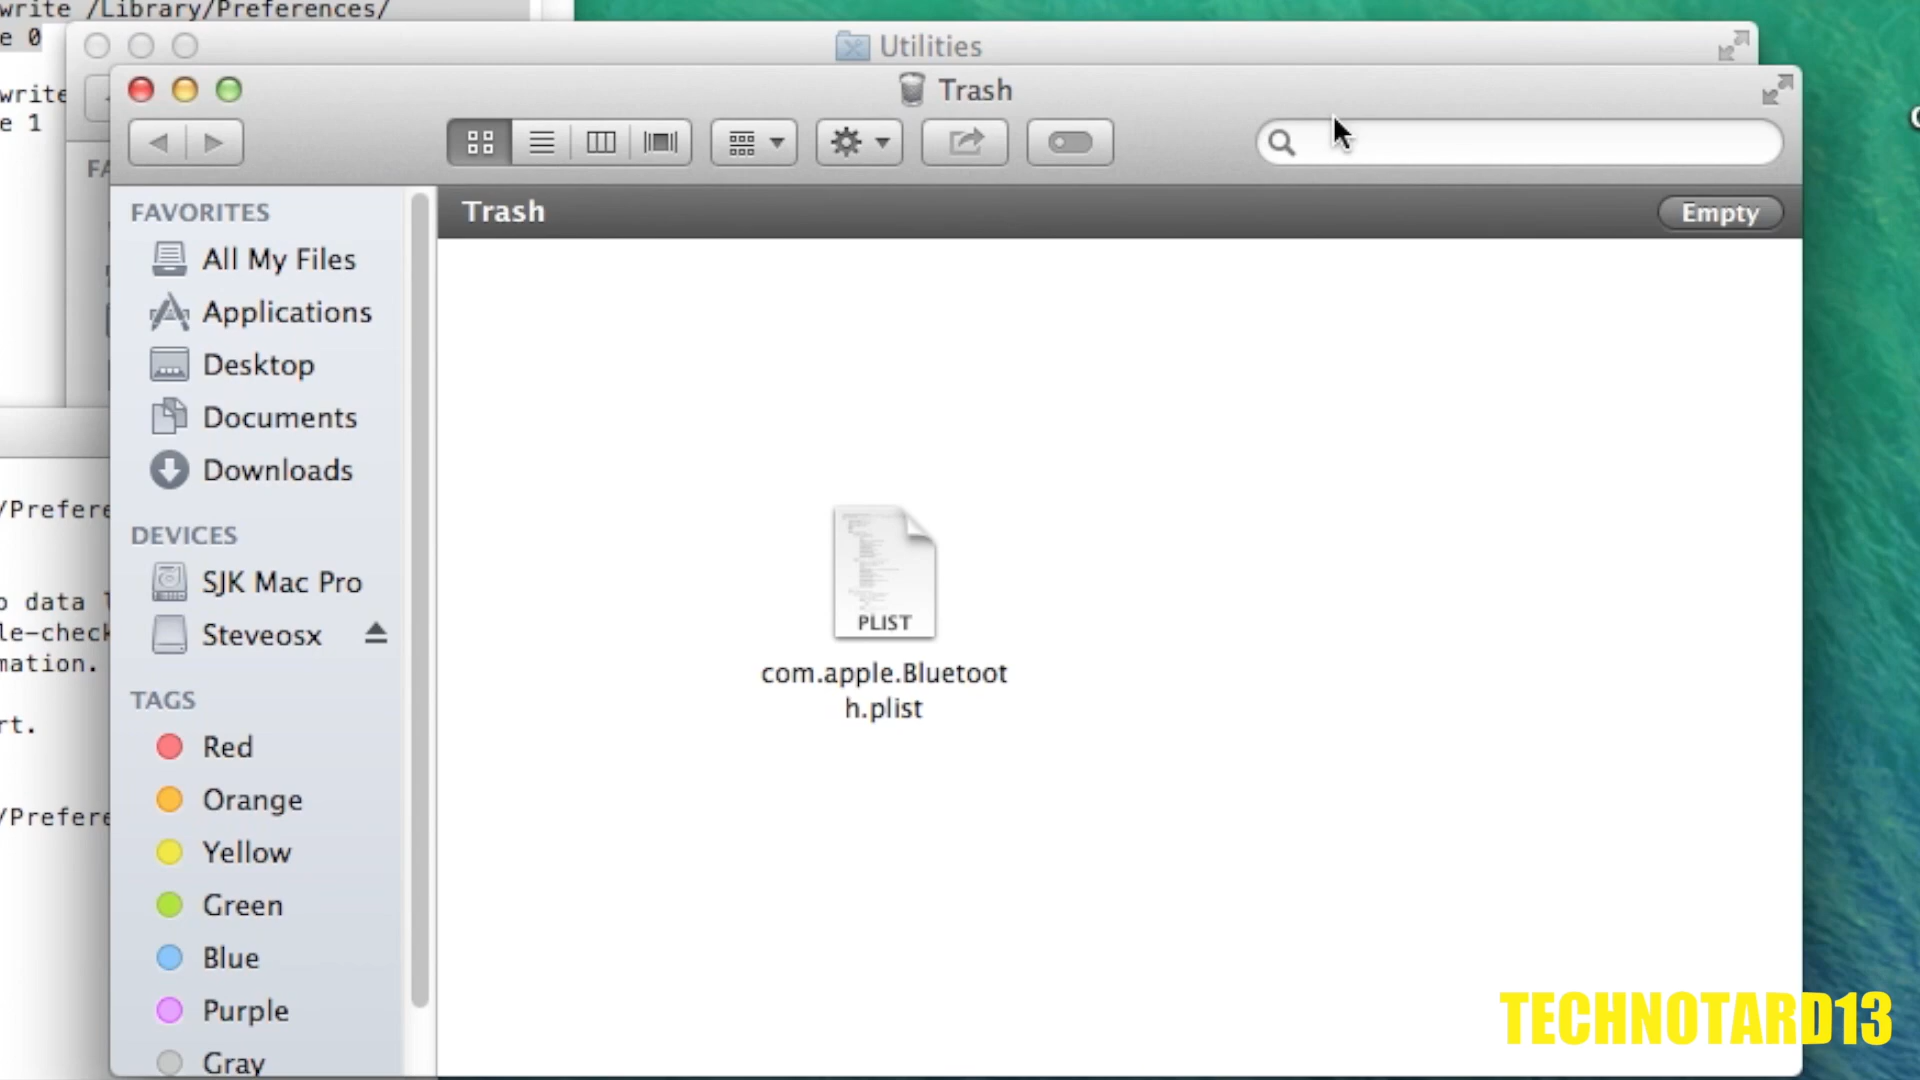 write /Library/Preferences/
e 0
write
e 1
Utilities
Trash
FA
FAVORITES
All My Files
Applications
Desktop
Documents
Downloads
DEVICES
SJK Mac Pro
Steveosx
TAGS
Red
Orange
Yellow
Green
Blue
Purple
Gray
Trash
Empty
PLIST
com.apple.Bluetoot
h.plist
/Prefere
o data l
le-check
mation.
rt.
/Prefere
TECHNOTARD13